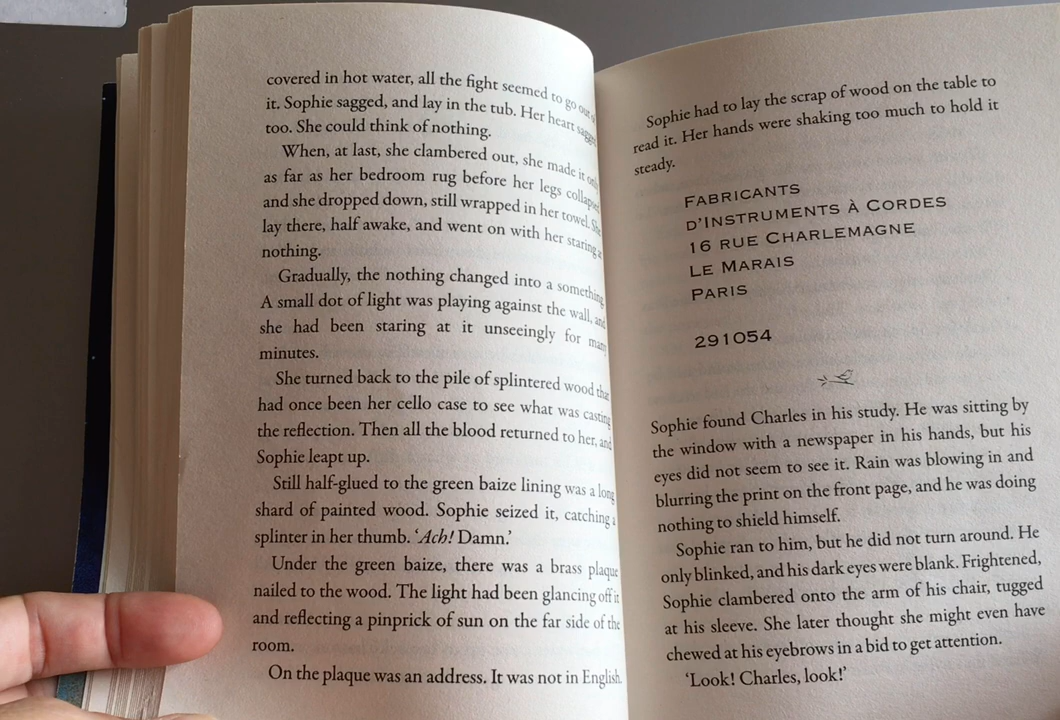 covered in hot water, all the fight seemed to go out of
it. Sophie sagged, and lay in the tub. Her heart sagged
too. She could think of nothing.
When, at last, she clambered out, she made it only
as far as her bedroom rug before her legs collapsed
and she dropped down, still wrapped in her towel. She
lay there, half awake, and went on with her staring at
nothing.
Gradually, the nothing changed into a something.
A small dot of light was playing against the wall, and
she had been staring at it unseeingly for many
minutes.
She turned back to the pile of splintered wood that
had once been her cello case to see what was casting
the reflection. Then all the blood returned to her, and
Sophie leapt up.
Still half-glued to the green baize lining was a long
shard of painted wood. Sophie seized it, catching a
splinter in her thumb. ‘Ach! Damn.’
Under the green baize, there was a brass plaque
nailed to the wood. The light had been glancing off it
and reflecting a pinprick of sun on the far side of the
room.
On the plaque was an address. It was not in English.
Sophie had to lay the scrap of wood on the table to
read it. Her hands were shaking too much to hold it
steady.
FABRICANTS
D’INSTRUMENTS À CORDES
16 RUE CHARLEMAGNE
LE MARAIS
PARIS
291054
Sophie found Charles in his study. He was sitting by
the window with a newspaper in his hands, but his
eyes did not seem to see it. Rain was blowing in and
blurring the print on the front page, and he was doing
nothing to shield himself.
Sophie ran to him, but he did not turn around. He
only blinked, and his dark eyes were blank. Frightened,
Sophie clambered onto the arm of his chair, tugged
at his sleeve. She later thought she might even have
chewed at his eyebrows in a bid to get attention.
‘Look! Charles, look!’